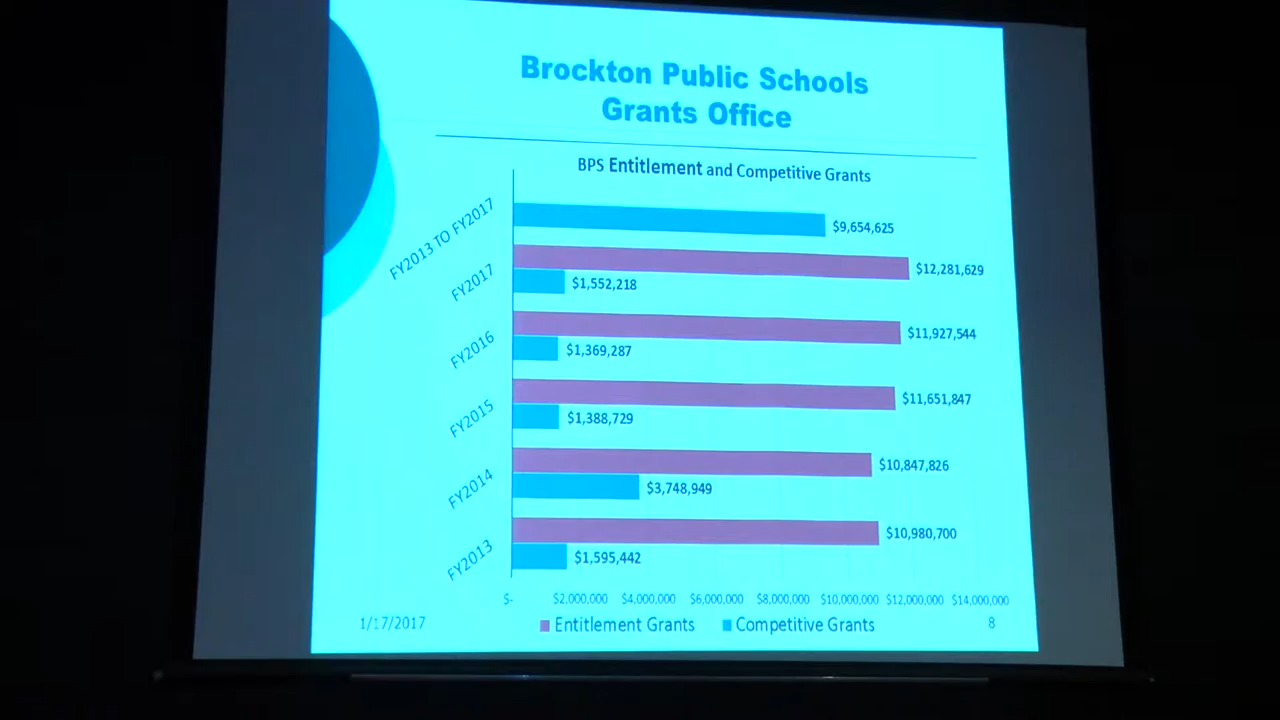 Brockton Public Schools
Grants Office
BPS Entitlement and Competitive Grants
FY2013 TO FY2017
$9,654,625
FY2017
$12,281,629
$1,552,218
FY2016
$11,927,544
$1,369,287
FY2015
$11,651,847
$1,388,729
FY2014
$10,847,826
$3,748,949
FY2013
$10,980,700
$1,595,442
$- $2,000,000 $4,000,000 $6,000,000 $8,000,000 $10,000,000 $12,000,000 $14,000,000
1/17/2017 Entitlement Grants Competitive Grants 8